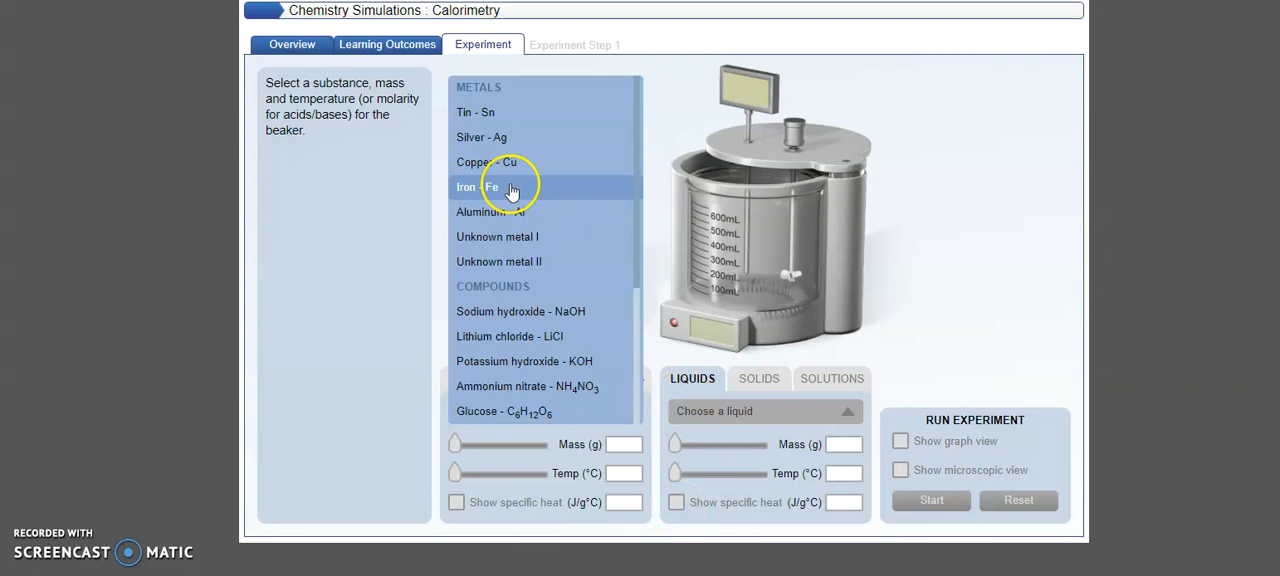 Chemistry Simulations : Calorimetry
Overview
Learning Outcomes
Experiment
Experiment Step 1
Select a substance, mass
and temperature (or molarity
for acids/bases) for the
beaker.
METALS
Tin - Sn
Silver - Ag
Copper - Cu
Iron - Fe
Aluminum - Al
Unknown metal I
Unknown metal II
COMPOUNDS
Sodium hydroxide - NaOH
Lithium chloride - LiCl
Potassium hydroxide - KOH
Ammonium nitrate - NH₄NO₃
Glucose - C₆H₁₂O₆
Mass (g)
Temp (°C)
Show specific heat (J/g°C)
600mL
500mL
400mL
300mL
200mL
100mL
LIQUIDS
SOLIDS
SOLUTIONS
Choose a liquid
Mass (g)
Temp (°C)
Show specific heat (J/g°C)
RUN EXPERIMENT
Show graph view
Show microscopic view
Start
Reset
RECORDED WITH
SCREENCAST MATIC